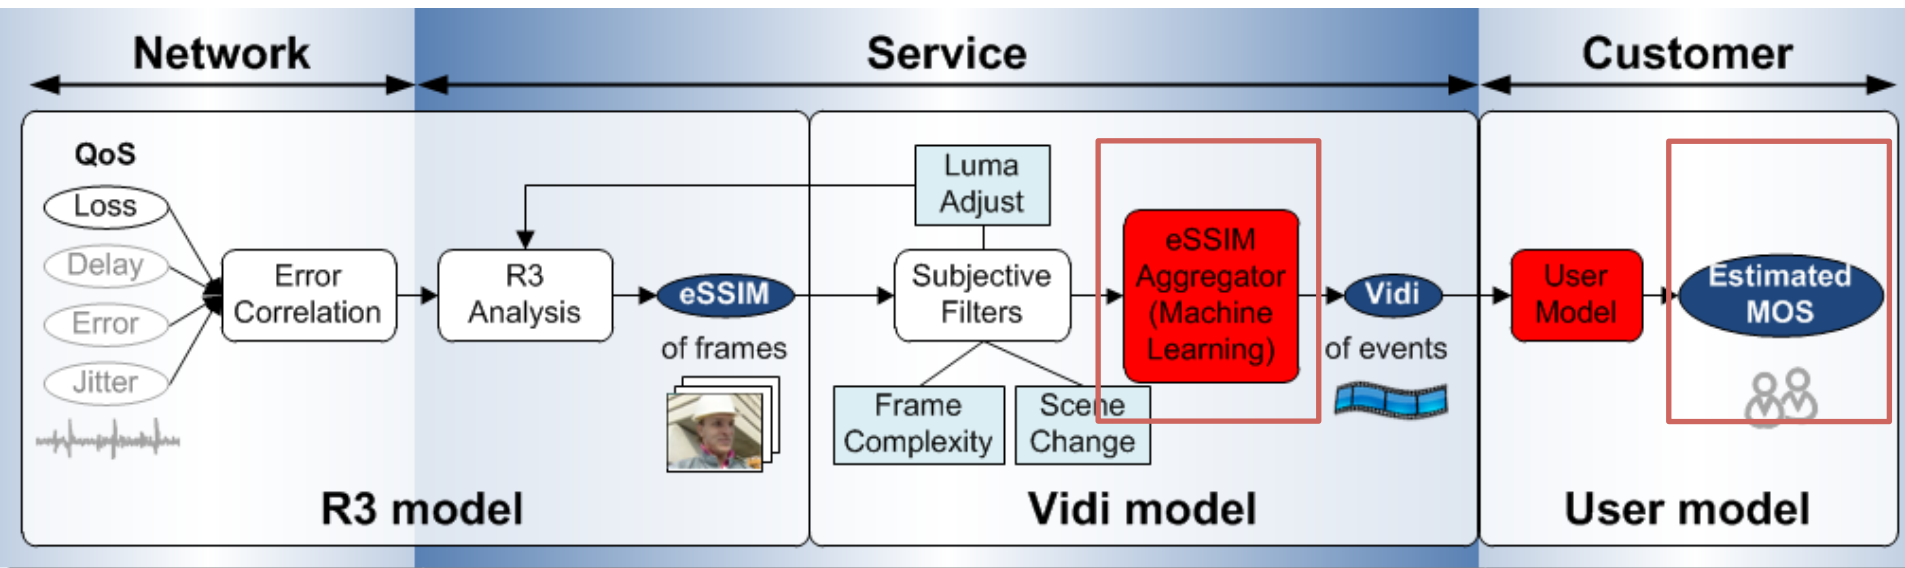 Network
Service
Customer
QoS
Loss
Delay
Error
Jitter
Error
Correlation
R3
Analysis
eSSIM
of frames
R3 model
Luma
Adjust
Subjective
Filters
Frame
Complexity
Scene
Change
eSSIM
Aggregator
(Machine
Learning)
Vidi
of events
Vidi model
User
Model
Estimated
MOS
User model